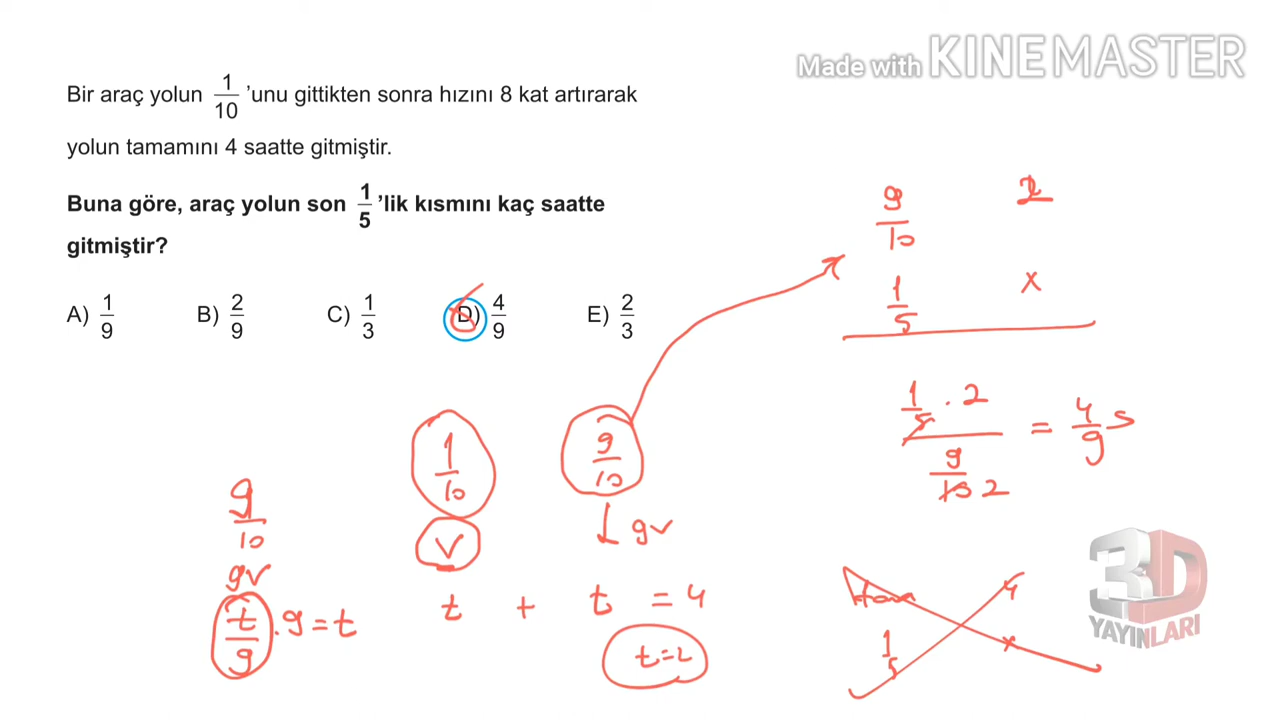 Made with KINEMASTER
Bir araç yolun 1/10 'unu gittikten sonra hızını 8 kat artırarak
yolun tamamını 4 saatte gitmiştir.
Buna göre, araç yolun son 1/5 'lik kısmını kaç saatte
gitmiştir?
A) 1/9 B) 2/9 C) 1/3 D) 4/9 E) 2/3
9/10 2
1/5 x
1/5 . 2 / 9/10 2 = 4/9 s
1/10 9/10
v 9v
t + t = 4
t=2
9/10
9v
t/9 . 9 = t
4
1/5 x
3D
YAYINLARI